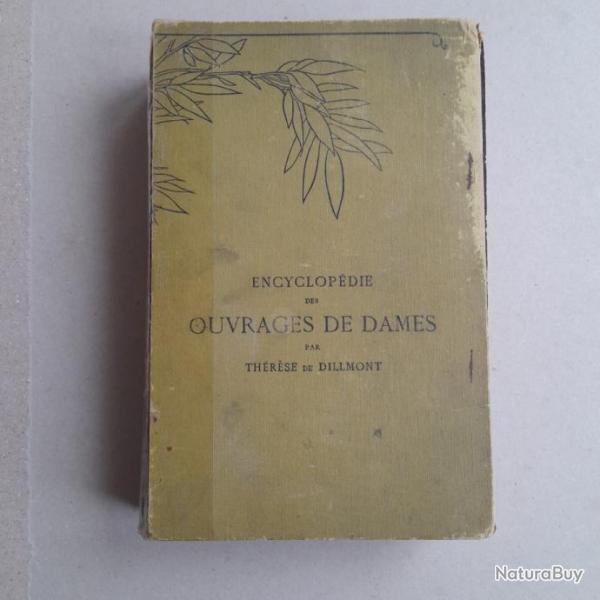 ENCYCLOPÉDIE
DES
OUVRAGES DE DAMES
PAR
THÉRÈSE DE DILLMONT
NaturaBuy